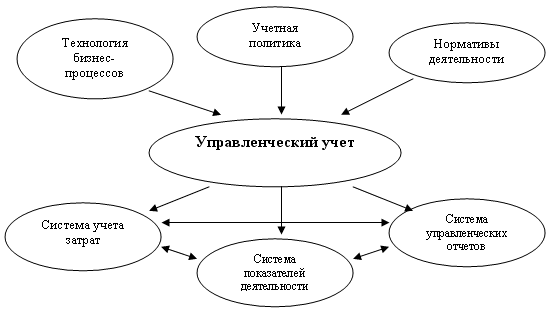 Технология
бизнес-
процессов
Учетная
политика
Нормативы
деятельности
Управленческий учет
Система учета
затрат
Система
показателей
деятельности
Система
управленческих
отчетов